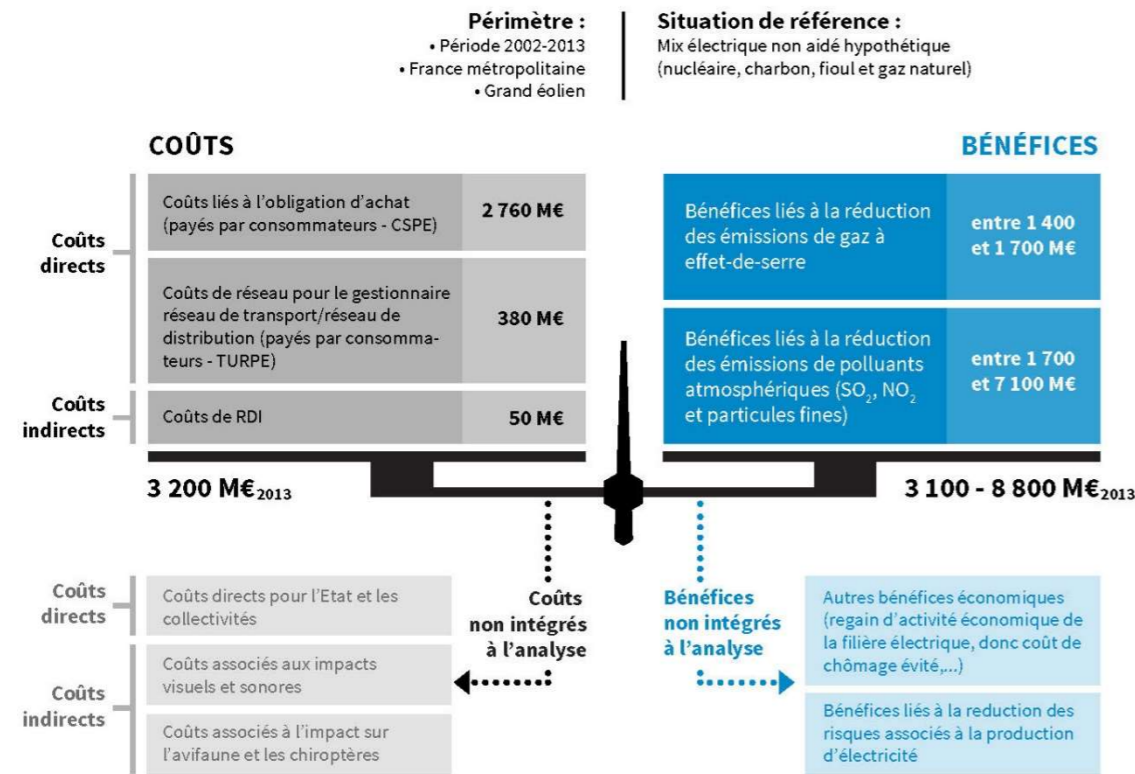 Périmètre :
• Période 2002-2013
• France métropolitaine
• Grand éolien
Situation de référence :
Mix électrique non aidé hypothétique
(nucléaire, charbon, fioul et gaz naturel)
COÛTS
Coûts
directs
Coûts liés à l'obligation d'achat
(payés par consommateurs - CSPE)
2 760 M€
Coûts de réseau pour le gestionnaire
réseau de transport/réseau de
distribution (payés par consomma-
teurs - TURPE)
380 M€
Coûts
indirects
Coûts de RDI
50 M€
3 200 M€2013
BÉNÉFICES
Bénéfices liés à la réduction
des émissions de gaz à
effet-de-serre
entre 1 400
et 1 700 M€
Bénéfices liés à la réduction
des émissions de polluants
atmosphériques (SO2, NO2
et particules fines)
entre 1 700
et 7 100 M€
3 100 - 8 800 M€2013
Coûts
directs
Coûts directs pour l'Etat et les
collectivités
Coûts
indirects
Coûts associés aux impacts
visuels et sonores
Coûts associés à l'impact sur
l'avifaune et les chiroptères
Coûts
non intégrés
à l'analyse
Bénéfices
non intégrés
à l'analyse
Autres bénéfices économiques
(regain d'activité économique de
la filière électrique, donc coût de
chômage évité,...)
Bénéfices liés à la reduction des
risques associés à la production
d'électricité